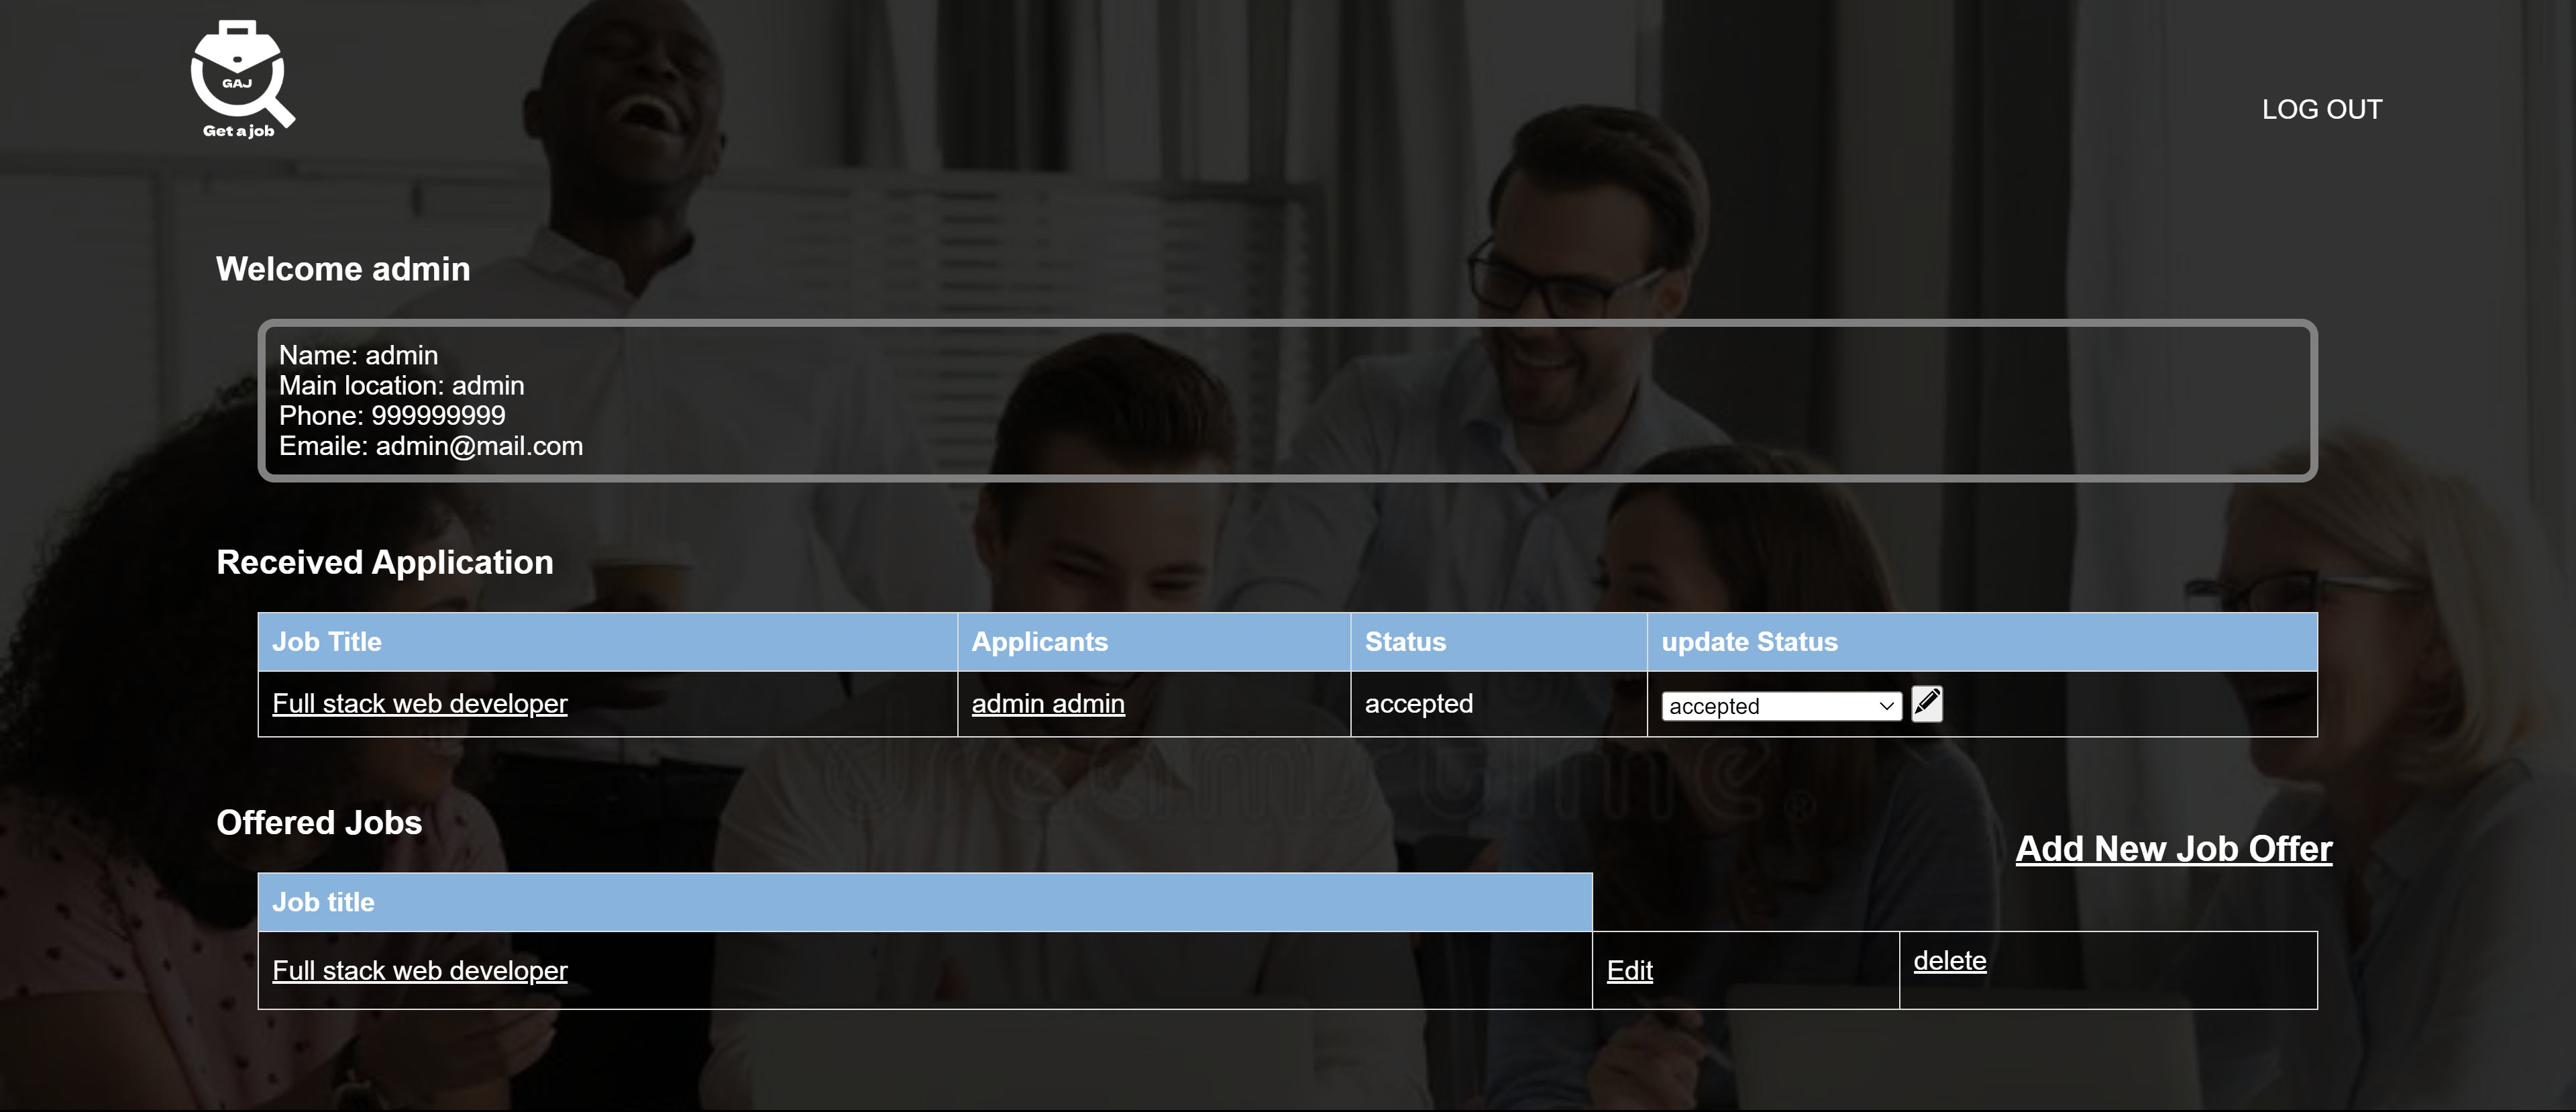 GAJ
Get a job
LOG OUT
Welcome admin
Name: admin
Main location: admin
Phone: 999999999
Emaile: admin@mail.com
Received Application
Job Title Applicants Status update Status
Full stack web developer admin admin accepted accepted
dreamstime®
Offered Jobs
Add New Job Offer
Job title
Full stack web developer Edit delete